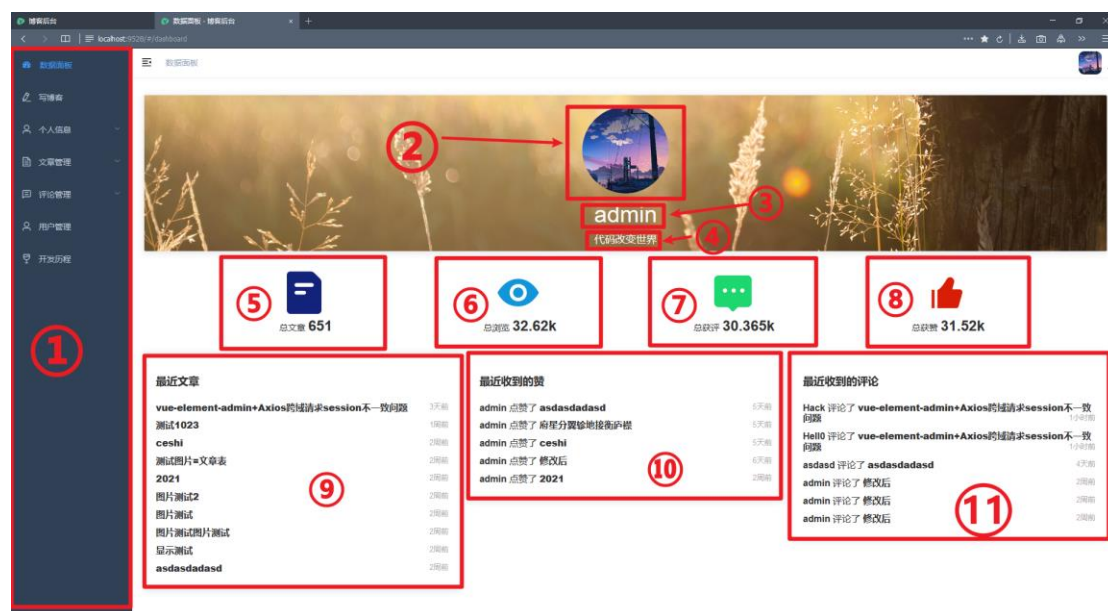 博客后台
数据面板 - 博客后台
localhost:9528/#/dashboard
数据面板
数据面板
写博客
个人信息
文章管理
评论管理
用户管理
开发历程
①
②
admin
③
代码改变世界
④
⑤
总文章 651
⑥
总浏览 32.62k
⑦
总获评 30.365k
⑧
总获赞 31.52k
最近文章
vue-element-admin+Axios跨域请求session不一致问题 3天前
测试1023 1周前
ceshi 2周前
测试图片=文章表 2周前
2021 2周前
图片测试2 2周前
图片测试 2周前
图片测试图片测试 2周前
显示测试 2周前
asdasdadasd 2周前
⑨
最近收到的赞
admin 点赞了 asdasdadasd 5天前
admin 点赞了 5天前
admin 点赞了 ceshi 5天前
admin 点赞了 修改后 6天前
admin 点赞了 2021 2周前
⑩
最近收到的评论
Hack 评论了 vue-element-admin+Axios跨域请求session不一致
问题 1小时前
Hell0 评论了 vue-element-admin+Axios跨域请求session不一致
问题 1小时前
asdasd 评论了 asdasdadasd 4天前
admin 评论了 修改后 2周前
admin 评论了 修改后 2周前
admin 评论了 修改后 2周前
⑪